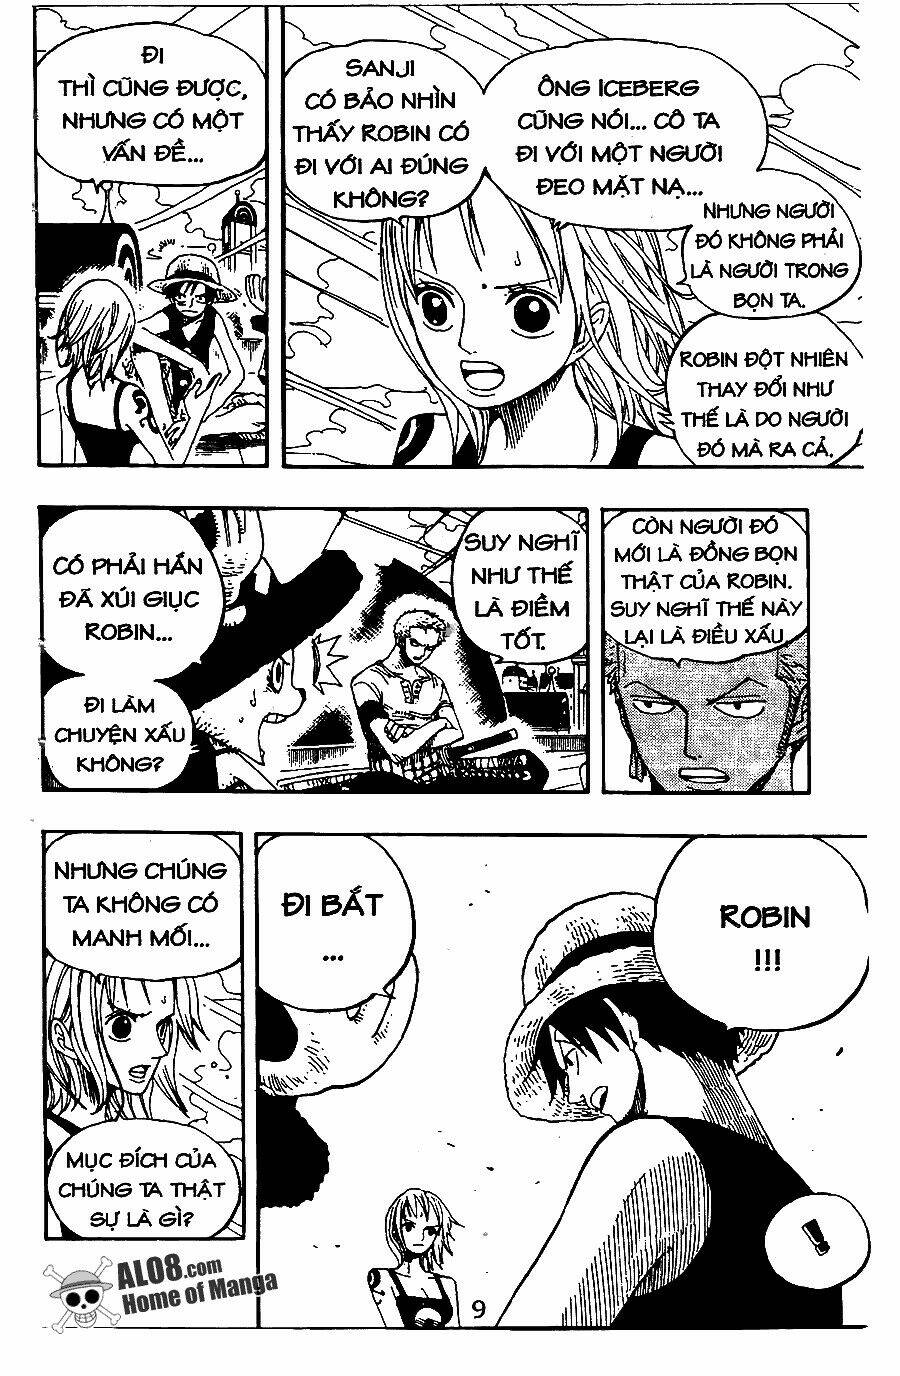 ĐI
THÌ CŨNG ĐƯỢC,
NHƯNG CÓ MỘT
VẤN ĐỀ...
SANJI
CÓ BẢO NHÌN
THẤY ROBIN CÓ
ĐI VỚI AI ĐÚNG
KHÔNG?
ÔNG ICEBERG
CŨNG NÓI... CÔ TA
ĐI VỚI MỘT NGƯỜI
ĐEO MẶT NẠ...
NHƯNG NGƯỜI
ĐÓ KHÔNG PHẢI
LÀ NGƯỜI TRONG
BỌN TA.
ROBIN ĐỘT NHIÊN
THAY ĐỔI NHƯ
THẾ LÀ DO NGƯỜI
ĐÓ MÀ RA CẢ.
CÓ PHẢI HẮN
ĐÃ XÚI GIỤC
ROBIN...
ĐI LÀM
CHUYỆN XẤU
KHÔNG?
SUY NGHĨ
NHƯ THẾ
LÀ ĐIỀM
TỐT.
CÒN NGƯỜI ĐÓ
MỚI LÀ ĐỒNG BỌN
THẬT CỦA ROBIN.
SUY NGHĨ THẾ NÀY
LẠI LÀ ĐIỀU XẤU.
NHƯNG CHÚNG
TA KHÔNG CÓ
MANH MỐI...
MỤC ĐÍCH CỦA
CHÚNG TA THẬT
SỰ LÀ GÌ?
ĐI BẮT
...
ROBIN
!!!
!
9
ALO8.com
Home of Manga